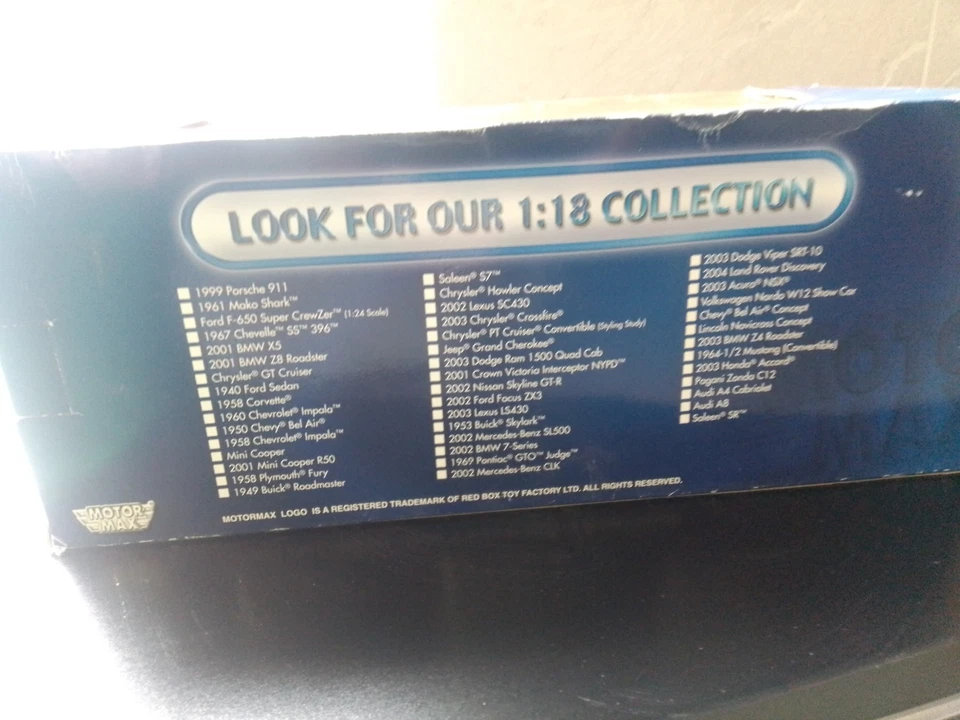 LOOK FOR OUR 1:18 COLLECTION
1999 Porsche 911
1961 Mako Shark™
Ford F-650 Super CrewZer™ (1:24 Scale)
1967 Chevelle™ SS™ 396™
2001 BMW X5
2001 BMW Z8 Roadster
Chrysler® GT Cruiser
1940 Ford Sedan
1958 Corvette®
1960 Chevrolet® Impala™
1950 Chevy® Bel Air®
1958 Chevrolet® Impala™
Mini Cooper
2001 Mini Cooper R50
1958 Plymouth® Fury
1949 Buick® Roadmaster
Saleen® S7™
Chrysler® Howler Concept
2002 Lexus SC430
2003 Chrysler® Crossfire®
Chrysler® PT Cruiser® Convertible (Styling Study)
Jeep® Grand Cherokee®
2003 Dodge Ram 1500 Quad Cab
2001 Crown Victoria Interceptor NYPD™
2002 Nissan Skyline GT-R
2002 Ford Focus ZX3
2003 Lexus LS430
1953 Buick® Skylark™
2002 Mercedes-Benz SL500
2002 BMW 7-Series
1969 Pontiac® GTO™ Judge™
2002 Mercedes-Benz CLK
2003 Dodge Viper SRT-10
2004 Land Rover Discovery
2003 Acura® NSX®
Volkswagen Nardo W12 Show Car
Chevy® Bel Air® Concept
Lincoln Navicross Concept
2003 BMW Z4 Roadster
1964-1/2 Mustang (Convertible)
2003 Honda® Accord®
Pagani Zonda C12
Audi A4 Cabriolet
Audi A8
Saleen® SR™
MOTOR MAX®
MOTORMAX LOGO IS A REGISTERED TRADEMARK OF RED BOX TOY FACTORY LTD. ALL RIGHTS RESERVED.